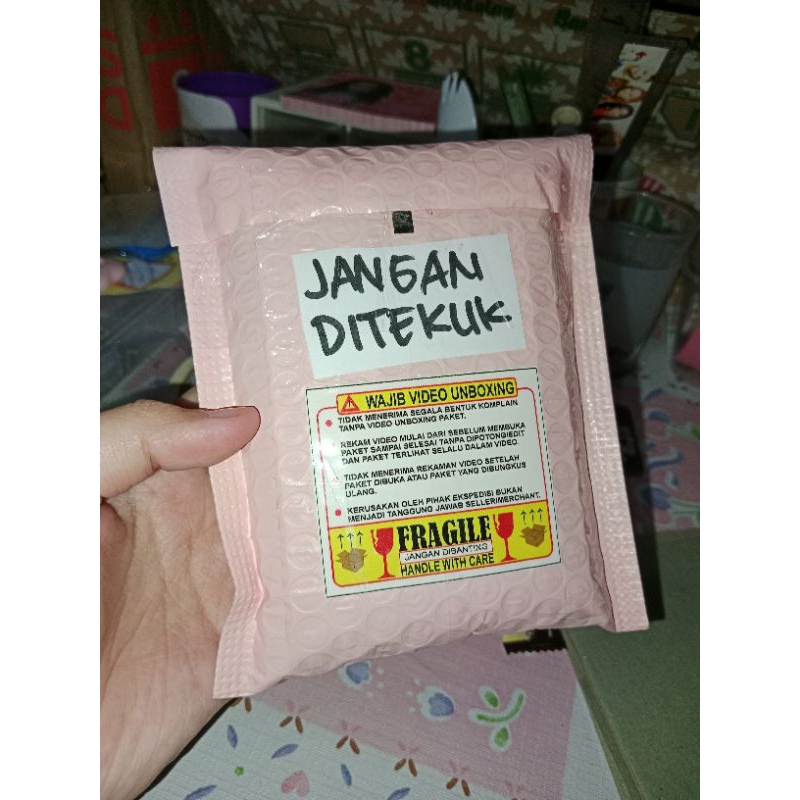 JANGAN
DITEKUK.
WAJIB VIDEO UNBOXING
TIDAK MENERIMA SEGALA BENTUK KOMPLAIN
TANPA VIDEO UNBOXING PAKET.
REKAM VIDEO MULAI DARI SEBELUM MEMBUKA
PAKET SAMPAI SELESAI TANPA DIPOTONG/EDIT
DAN PAKET TERLIHAT SELALU DALAM VIDEO.
TIDAK MENERIMA REKAMAN VIDEO SETELAH
PAKET DIBUKA ATAU PAKET YANG DIBUNGKUS
ULANG.
KERUSAKAN OLEH PIHAK EKSPEDISI BUKAN
MENJADI TANGGUNG JAWAB SELLER/MERCHANT.
FRAGILE
JANGAN DIBANTING
HANDLE WITH CARE
8